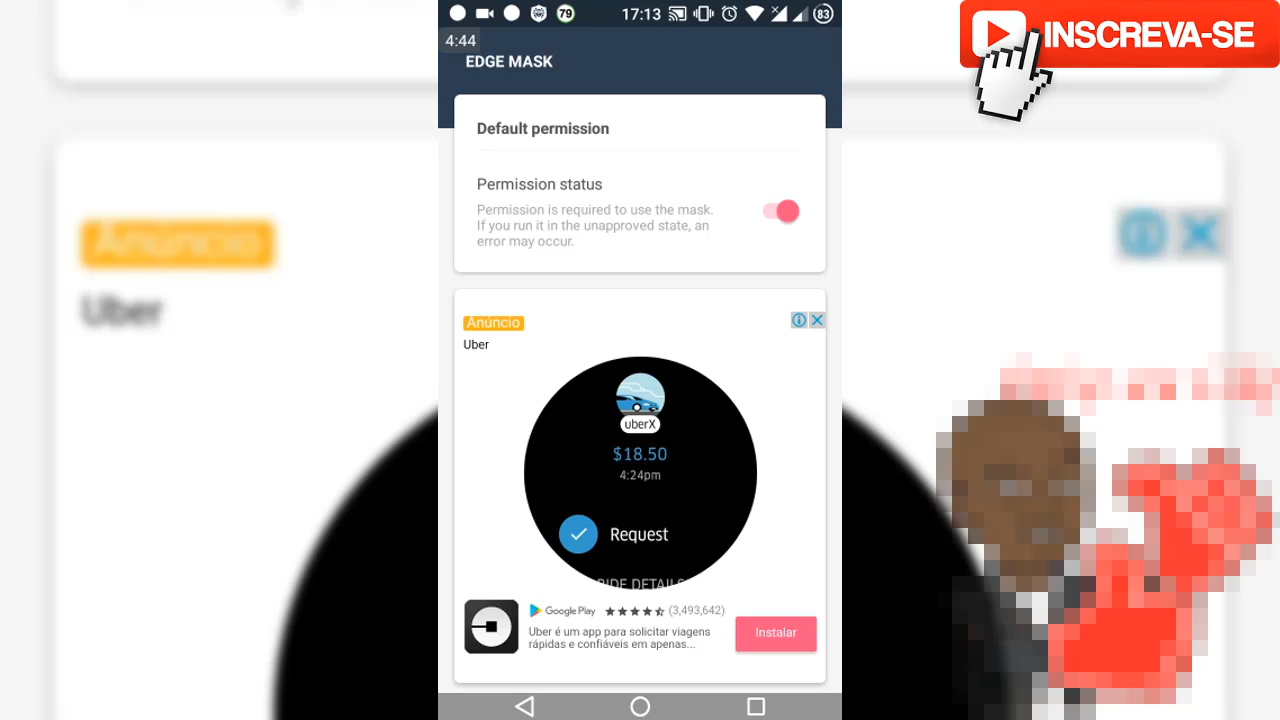 79
17:13
83
INSCREVA-SE
4:44
EDGE MASK
Default permission
Permission status
Permission is required to use the mask.
If you run it in the unapproved state, an
error may occur.
Anúncio
Uber
Anúncio
Uber
uberX
$18.50
4:24pm
Request
RIDE DETAILS
Google Play (3,493,642)
Uber é um app para solicitar viagens
rápidas e confiáveis em apenas...
Instalar